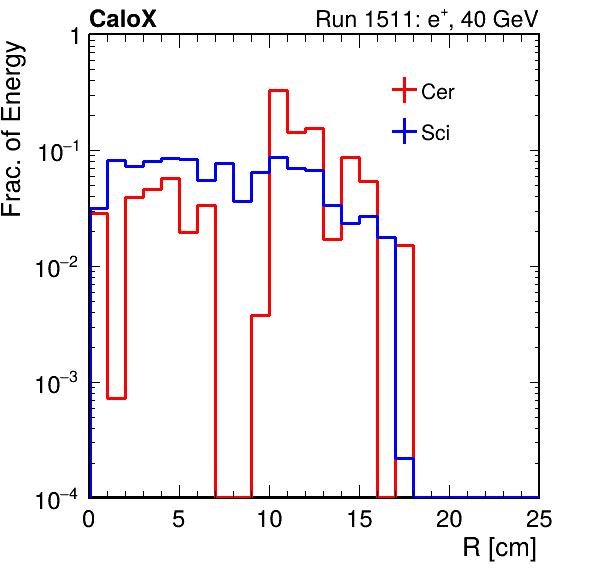 CaloX Run 1511: e⁺, 40 GeV
Frac. of Energy
1
10⁻¹
10⁻²
10⁻³
10⁻⁴
Cer
Sci
0 5 10 15 20 25
R [cm]